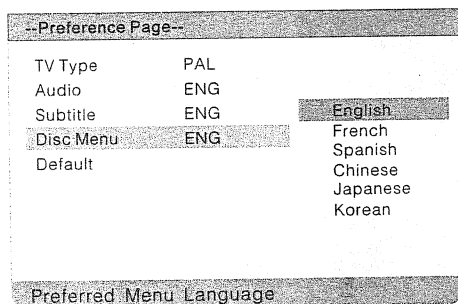 --Preference Page--
TV Type PAL
Audio ENG
Subtitle ENG
Disc Menu ENG
Default
English
French
Spanish
Chinese
Japanese
Korean
Preferred Menu Language